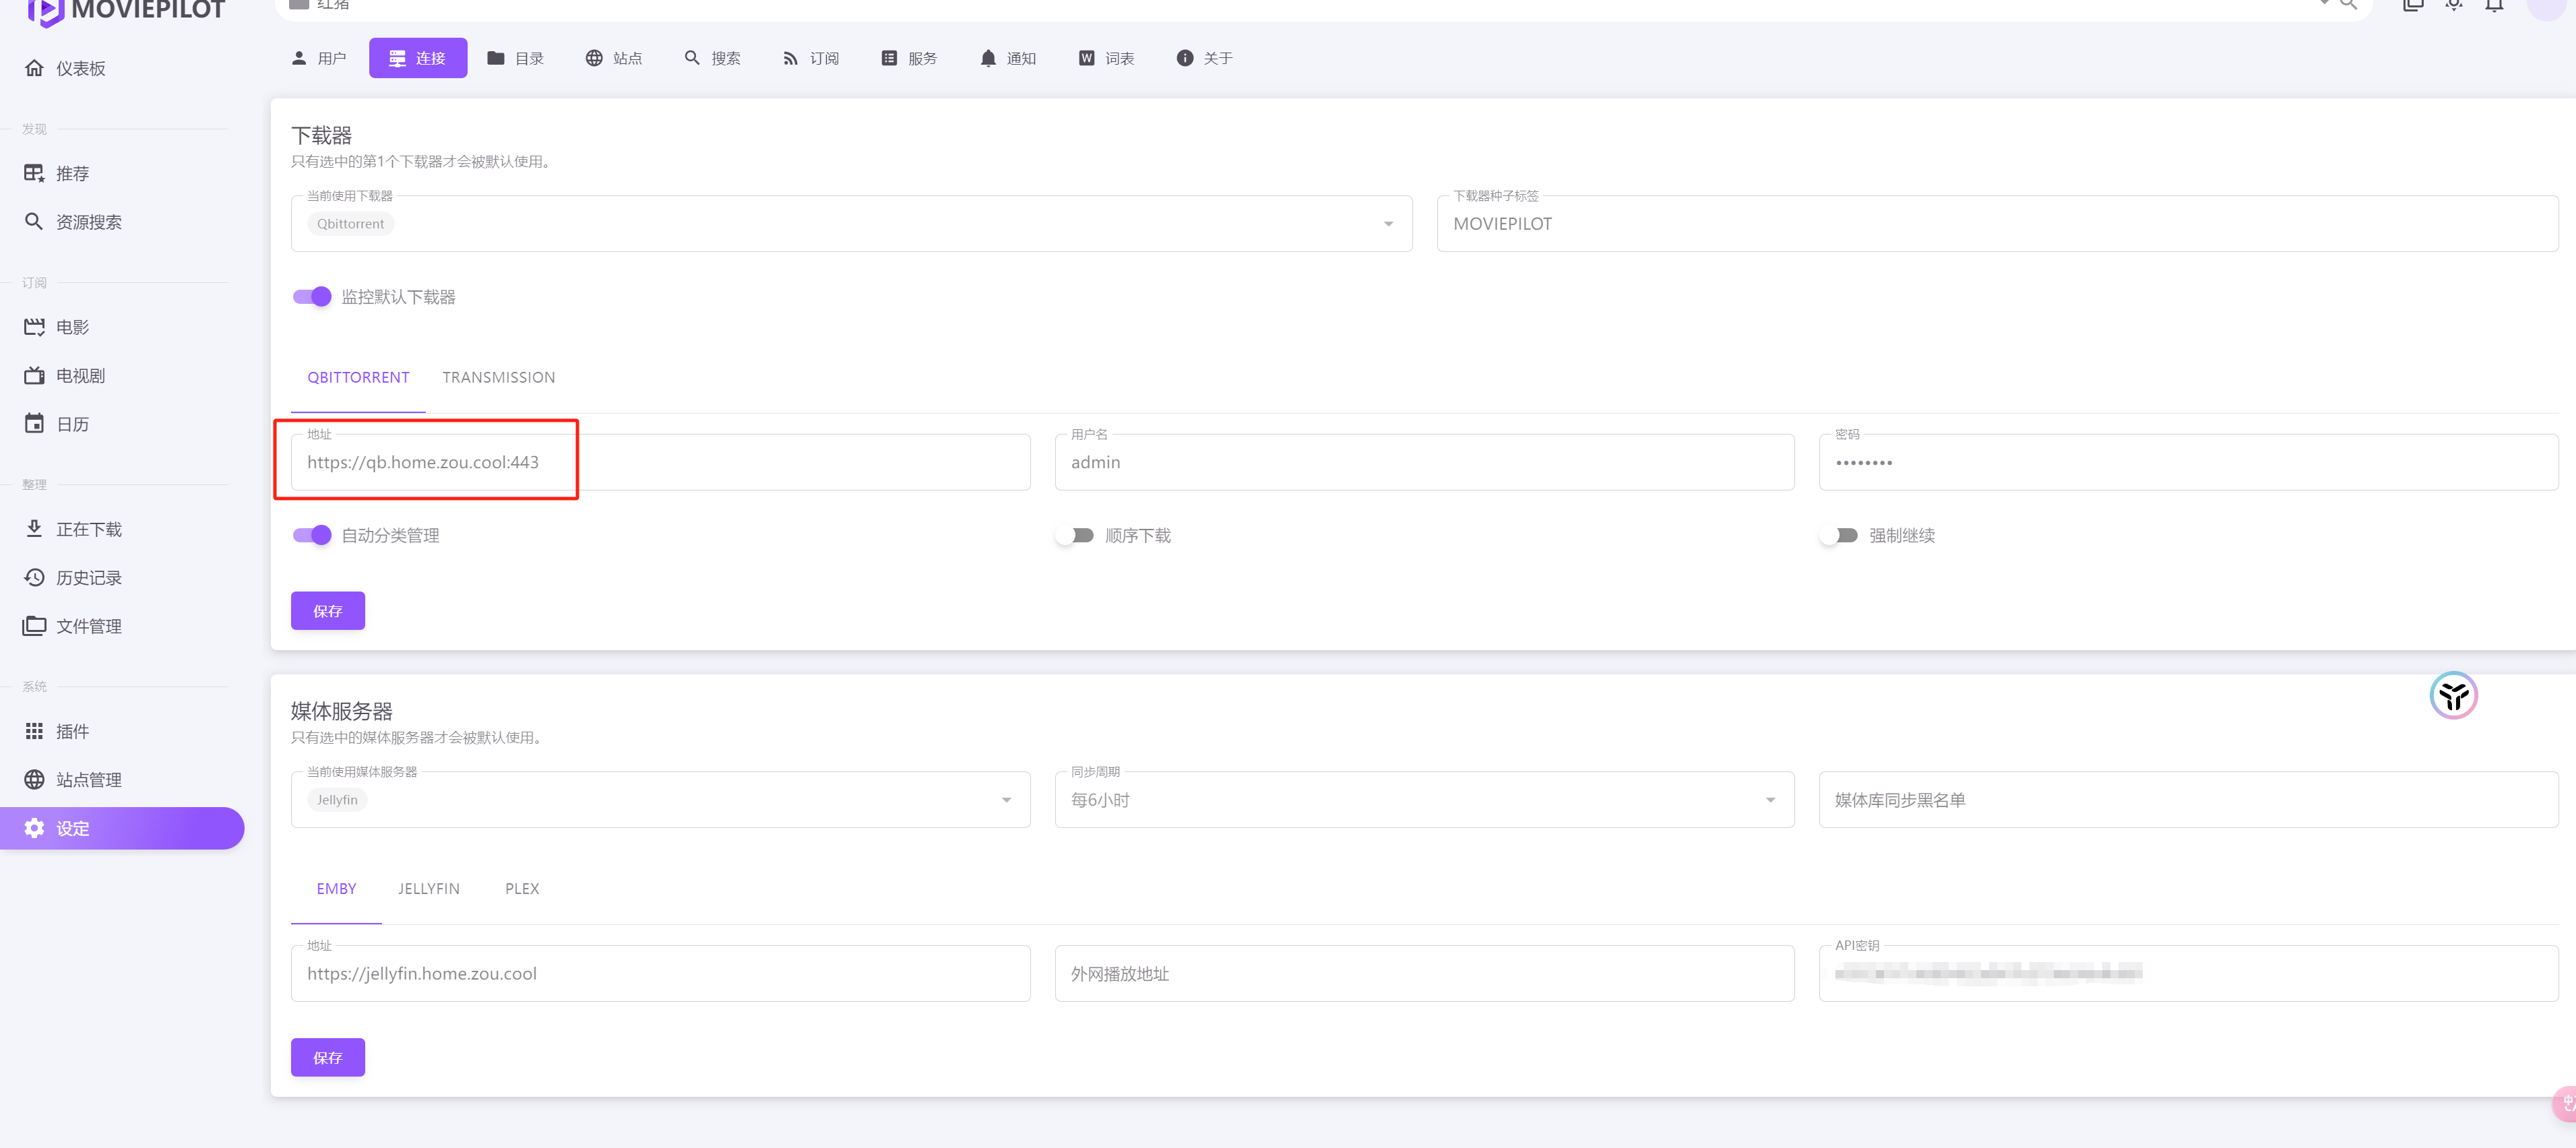 MOVIEPILOT
红猪
仪表板
发现
推荐
资源搜索
订阅
电影
电视剧
日历
整理
正在下载
历史记录
文件管理
系统
插件
站点管理
设定
用户 连接 目录 站点 搜索 订阅 服务 通知 词表 关于
下载器
只有选中的第1个下载器才会被默认使用。
当前使用下载器
Qbittorrent
下载器种子标签
MOVIEPILOT
监控默认下载器
QBITTORRENT TRANSMISSION
地址
https://qb.home.zou.cool:443
用户名
admin
密码
••••••••
自动分类管理 顺序下载 强制继续
保存
媒体服务器
只有选中的媒体服务器才会被默认使用。
当前使用媒体服务器
Jellyfin
同步周期
每6小时
媒体库同步黑名单
EMBY JELLYFIN PLEX
地址
https://jellyfin.home.zou.cool
外网播放地址
API密钥
保存